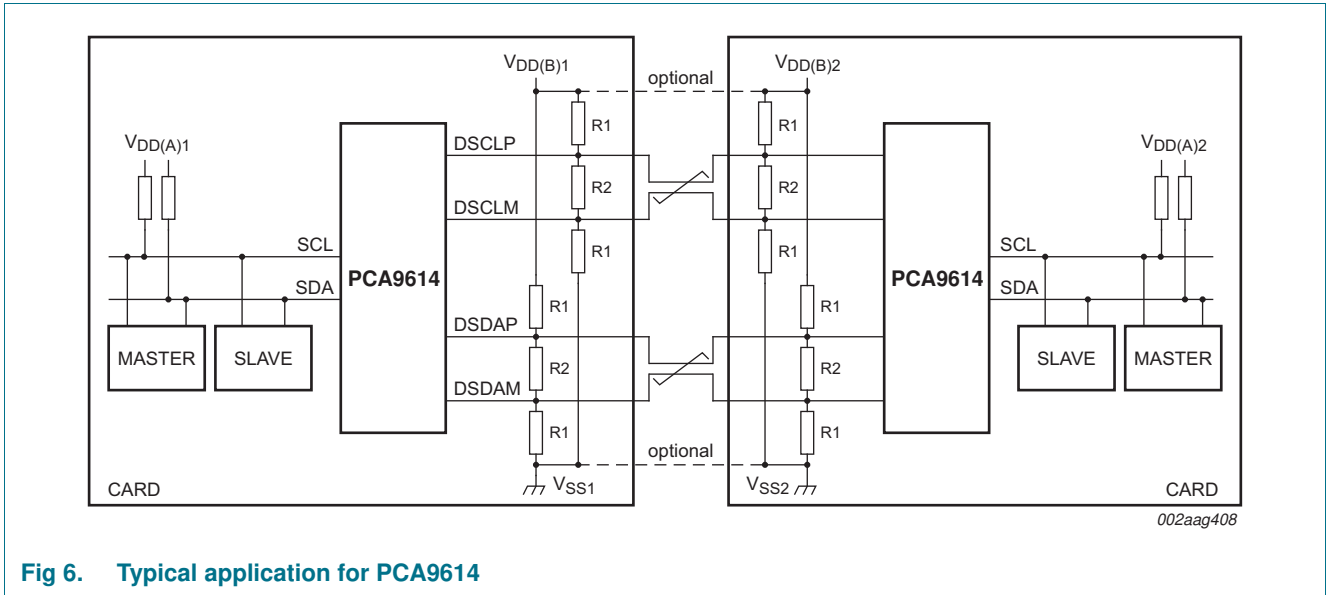 VDD(B)1
optional
VDD(B)2
R1
R1
VDD(A)1
DSCLP
VDD(A)2
R2
R2
DSCLM
SCL
R1
R1
SCL
PCA9614
PCA9614
SDA
SDA
R1
R1
DSDAP
MASTER
SLAVE
R2
R2
SLAVE
MASTER
DSDAM
R1
R1
optional
CARD
VSS1
VSS2
CARD
002aag408
Fig 6. Typical application for PCA9614